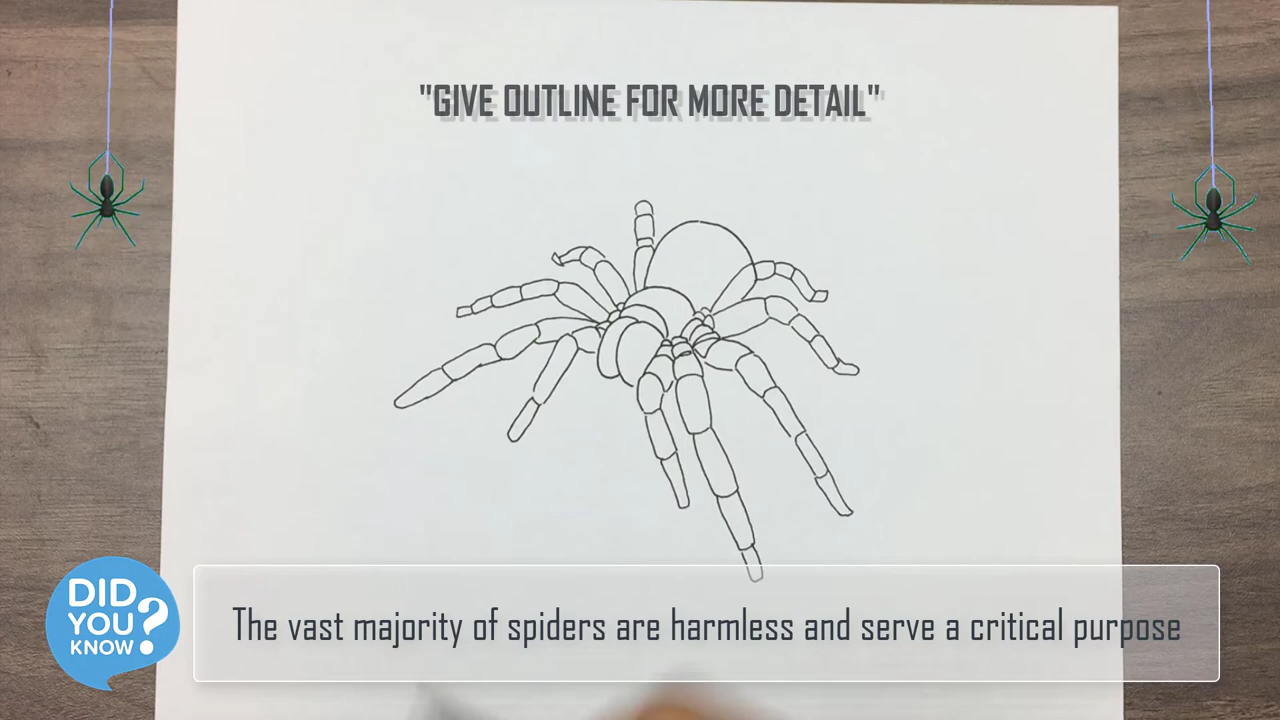 "GIVE OUTLINE FOR MORE DETAIL"
DID
YOU
KNOW?
The vast majority of spiders are harmless and serve a critical purpose